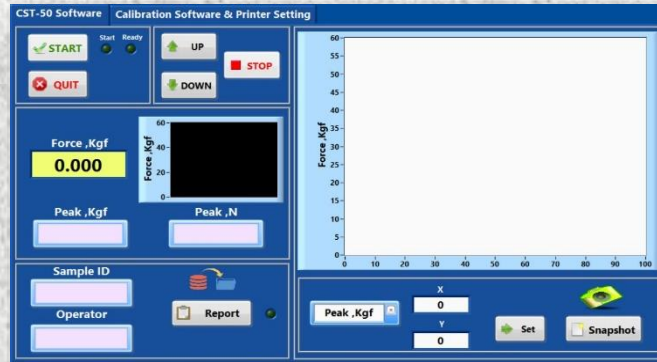 CST-50 Software
Calibration Software & Printer Setting
START
Start
Ready
QUIT
UP
DOWN
STOP
Force ,Kgf
0.000
Force ,Kgf
60
40
20
0
Peak ,Kgf
Peak ,N
Sample ID
Operator
Report
Force ,Kgf
60
55
50
45
40
35
30
25
20
15
10
5
0
0 10 20 30 40 50 60 70 80 90 100
Peak ,Kgf
X
0
Y
0
Set
Snapshot